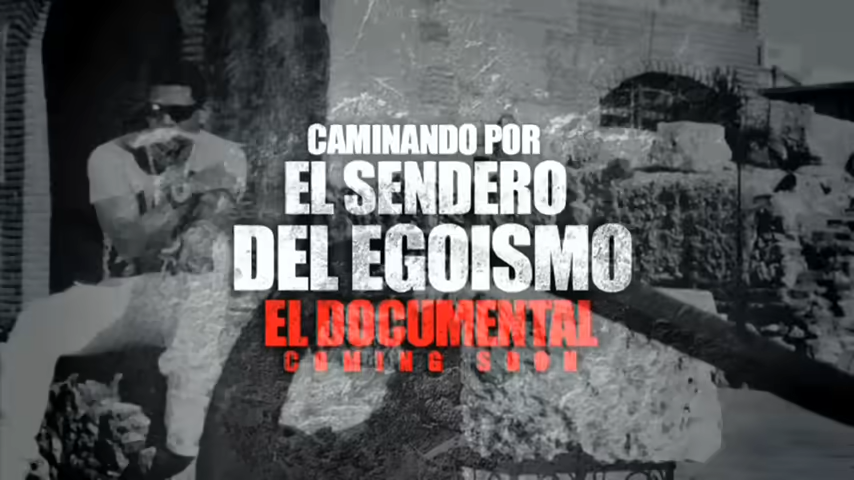 CAMINANDO POR
EL SENDERO
DEL EGOISMO
EL DOCUMENTAL
COMING SOON